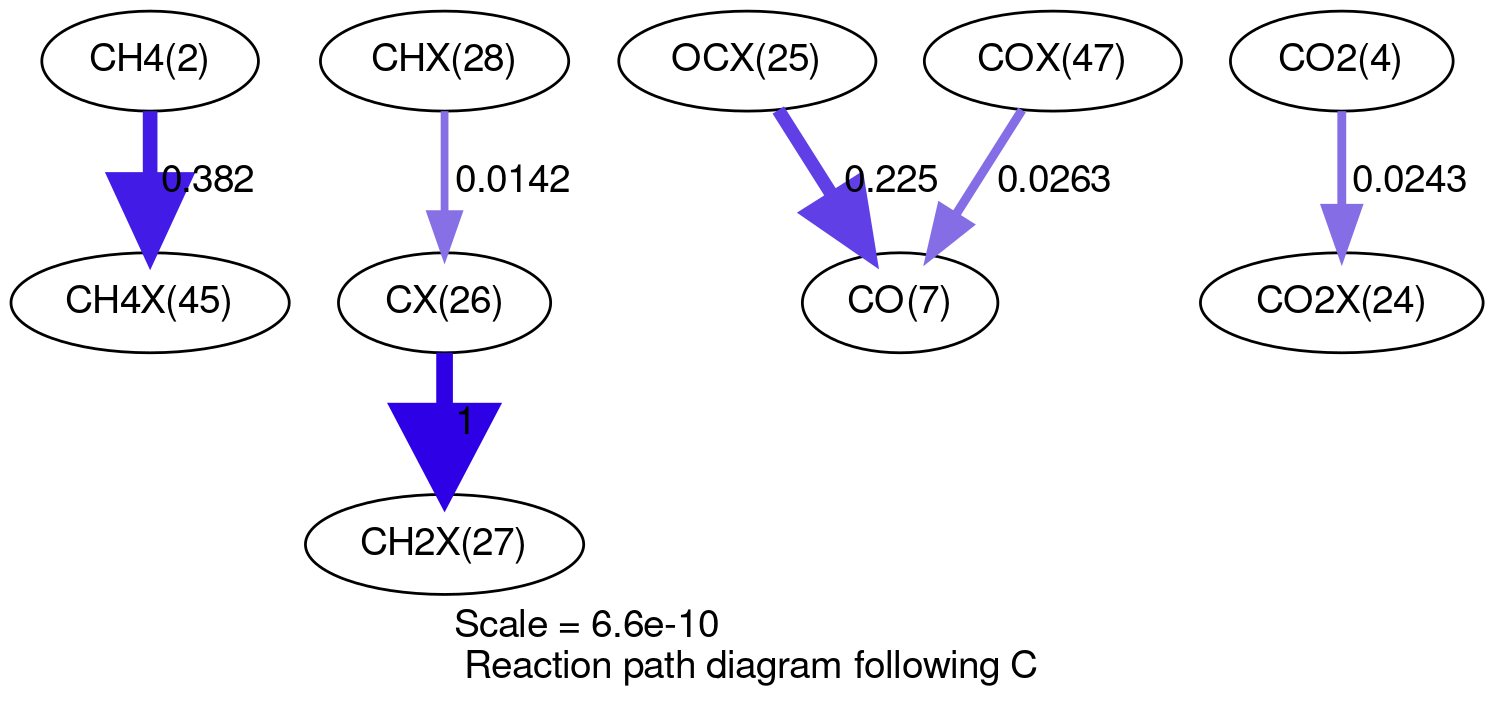 CH4(2) CHX(28) OCX(25) COX(47) CO2(4)
0.382 0.0142 0.225 0.0263 0.0243
CH4X(45) CX(26) CO(7) CO2X(24)
1
CH2X(27)
Scale = 6.6e-10
Reaction path diagram following C